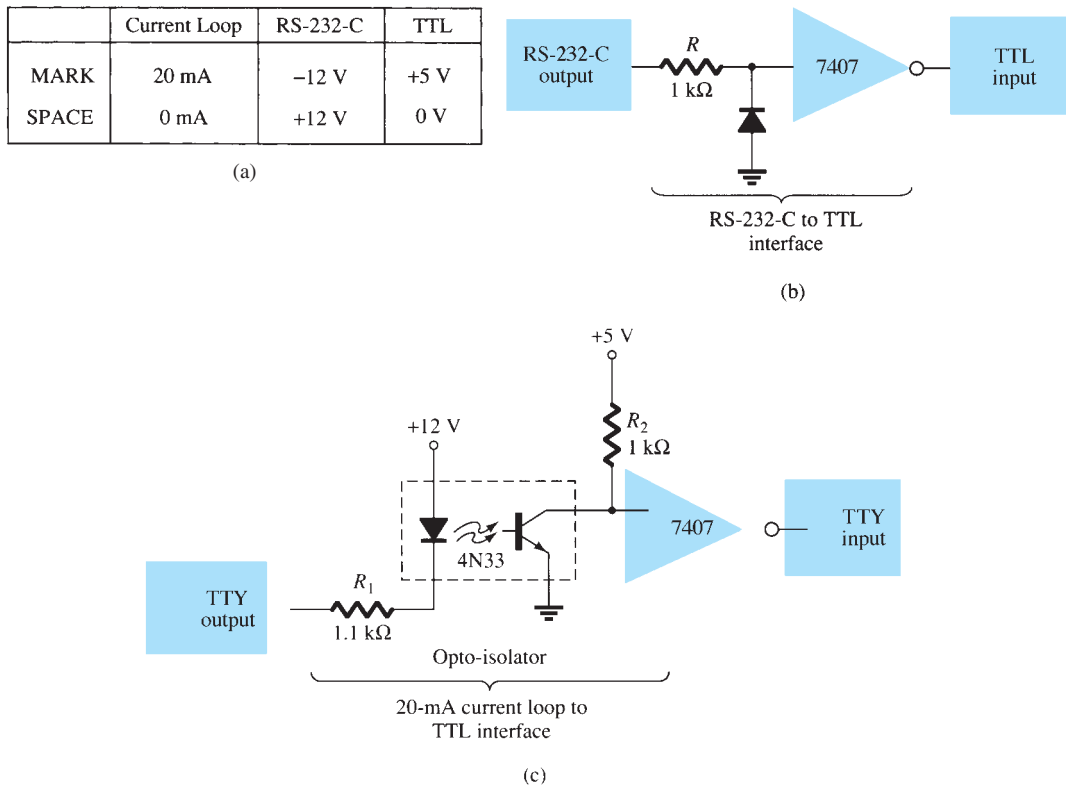 Current Loop RS-232-C TTL
MARK 20 mA −12 V +5 V
SPACE 0 mA +12 V 0 V
(a)
RS-232-C
output
R
1 kΩ
7407
TTL
input
RS-232-C to TTL
interface
(b)
+5 V
R2
1 kΩ
+12 V
4N33
7407
TTY
input
TTY
output
R1
1.1 kΩ
Opto-isolator
20-mA current loop to
TTL interface
(c)